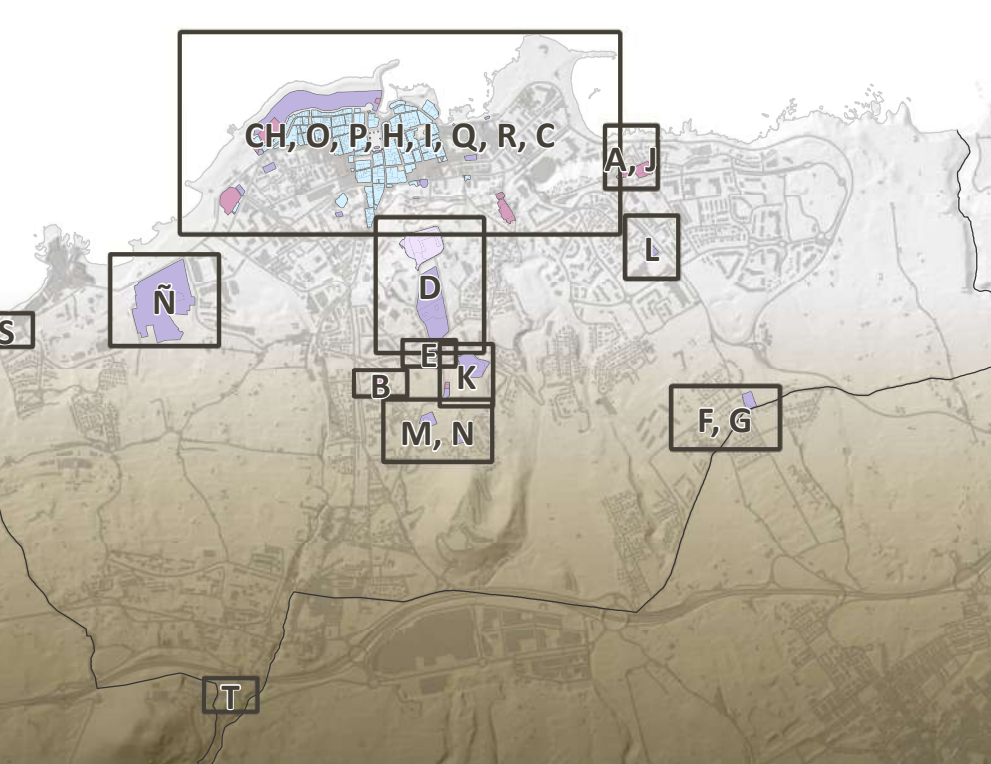 CH, O, P, H, I, Q, R, C
A, J
L
D
Ñ
S
E
K
B
F, G
M, N
T